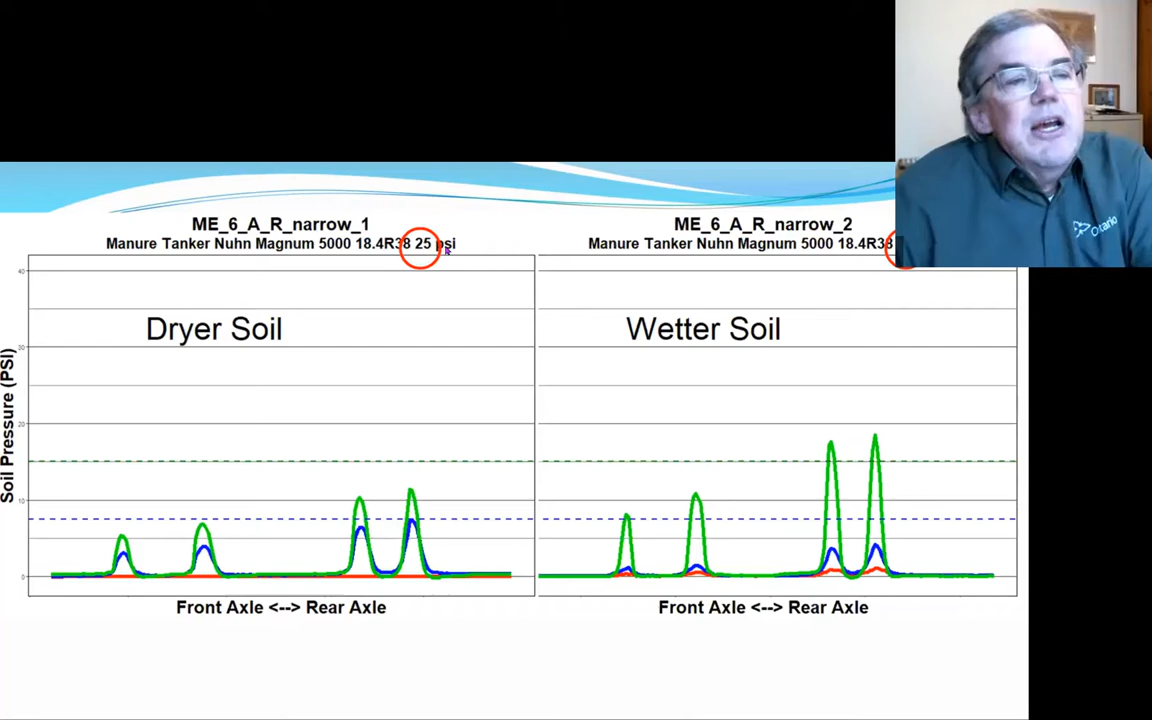 ME_6_A_R_narrow_1
Manure Tanker Nuhn Magnum 5000 18.4R38 25 psi
ME_6_A_R_narrow_2
Manure Tanker Nuhn Magnum 5000 18.4R38
Ontario
Dryer Soil
Wetter Soil
Soil Pressure (PSI)
40
30
20
10
0
Front Axle <--> Rear Axle
Front Axle <--> Rear Axle